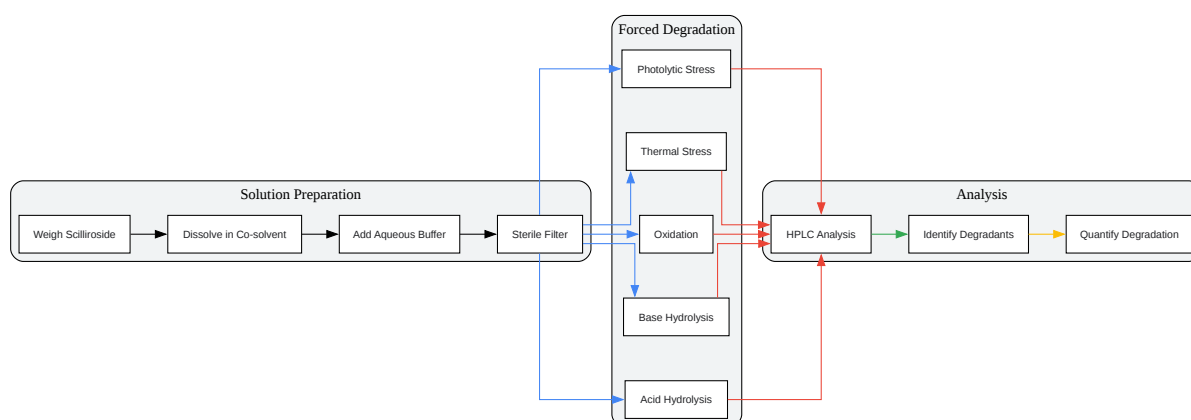 Forced Degradation
Photolytic Stress
Thermal Stress
Solution Preparation
Analysis
Weigh Scilliroside
Dissolve in Co-solvent
Add Aqueous Buffer
Sterile Filter
Oxidation
HPLC Analysis
Identify Degradants
Quantify Degradation
Base Hydrolysis
Acid Hydrolysis